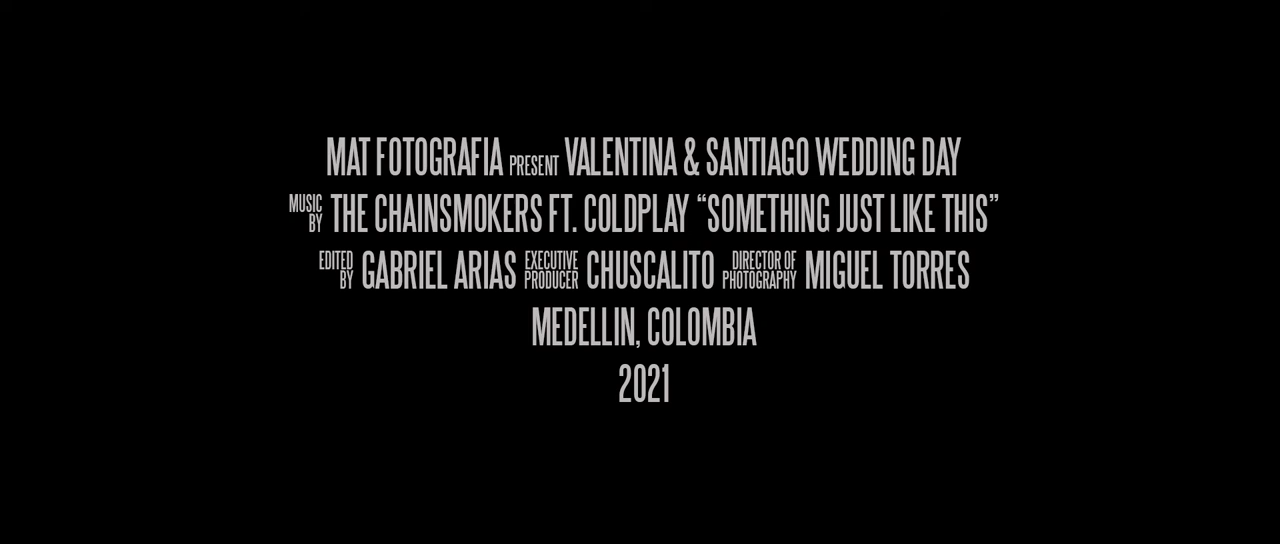 MAT FOTOGRAFIA PRESENT VALENTINA & SANTIAGO WEDDING DAY
MUSIC BY THE CHAINSMOKERS FT. COLDPLAY “SOMETHING JUST LIKE THIS”
EDITED BY GABRIEL ARIAS EXECUTIVE PRODUCER CHUSCALITO DIRECTOR OF PHOTOGRAPHY MIGUEL TORRES
MEDELLIN, COLOMBIA
2021